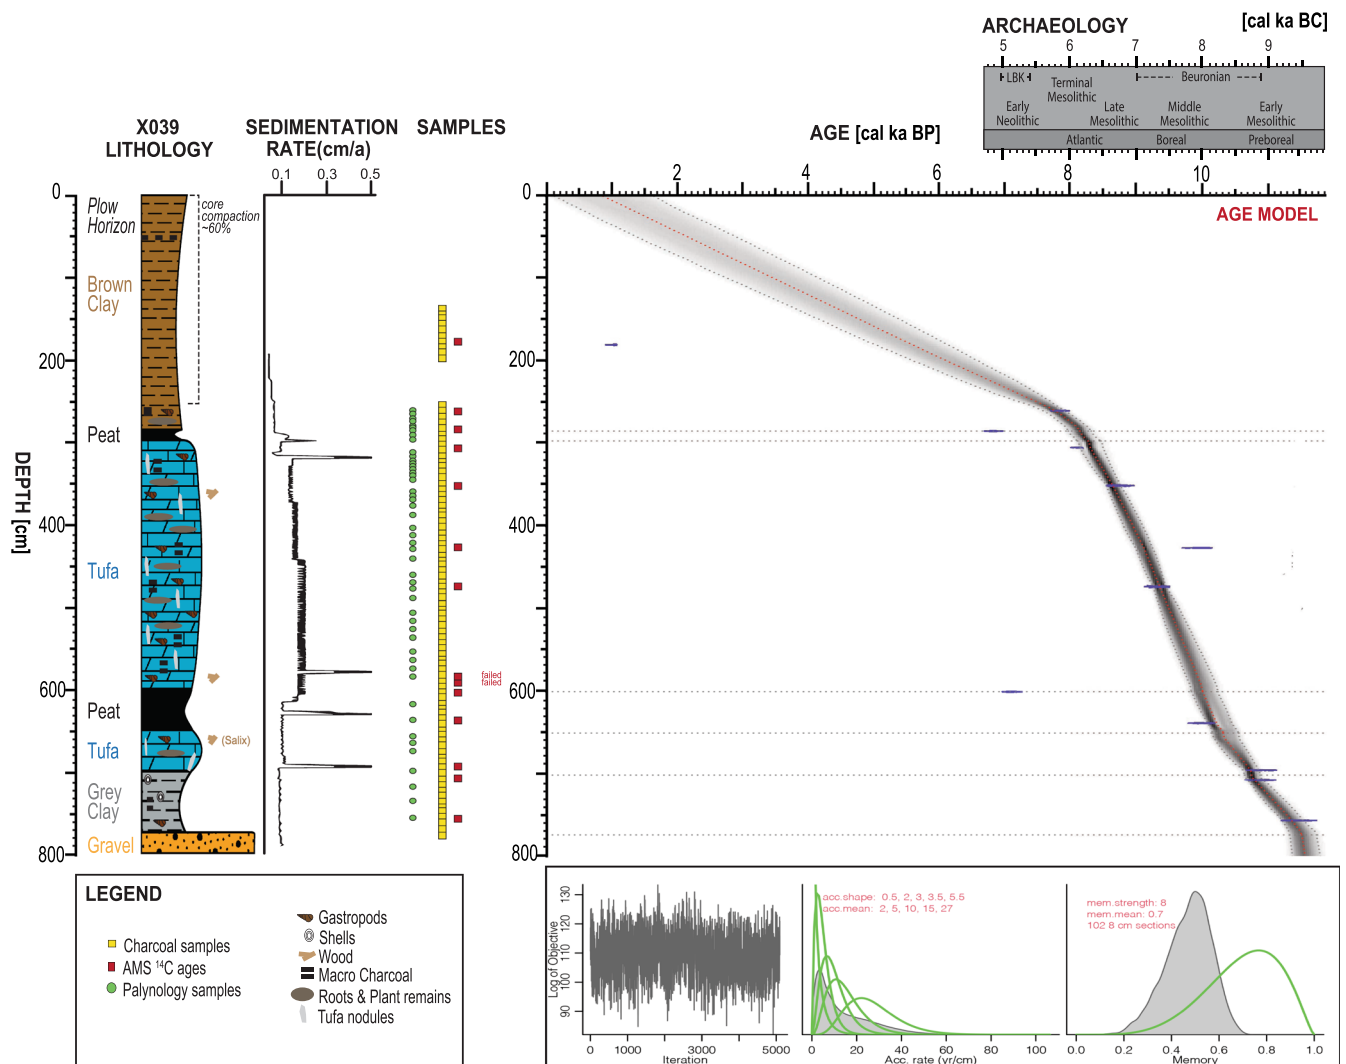 ARCHAEOLOGY
[cal ka BC]
5 6 7 8 9
LBK
Beuronian
Terminal
Mesolithic
Early
Neolithic
Late
Mesolithic
Middle
Mesolithic
Early
Mesolithic
Atlantic
Boreal
Preboreal
X039
LITHOLOGY
SEDIMENTATION
RATE(cm/a)
SAMPLES
0.1 0.3 0.5
AGE [cal ka BP]
2 4 6 8 10
AGE MODEL
DEPTH [cm]
0
200
400
600
800
Plow
Horizon
core
compaction
~60%
Brown
Clay
Peat
Tufa
Peat
Tufa
(Salix)
Grey
Clay
Gravel
failed
failed
0
200
400
600
800
LEGEND
Charcoal samples
AMS 14C ages
Palynology samples
Gastropods
Shells
Wood
Macro Charcoal
Roots & Plant remains
Tufa nodules
Log of Objective
90
100
110
120
130
0 1000 2000 3000 4000 5000
Iteration
acc.shape: 0.5, 2, 3, 3.5, 5.5
acc.mean: 2, 5, 10, 15, 27
0 20 40 60 80 100
Acc. rate (yr/cm)
mem.strength: 8
mem.mean: 0.7
102 8 cm sections
0.0 0.2 0.4 0.6 0.8 1.0
Memory